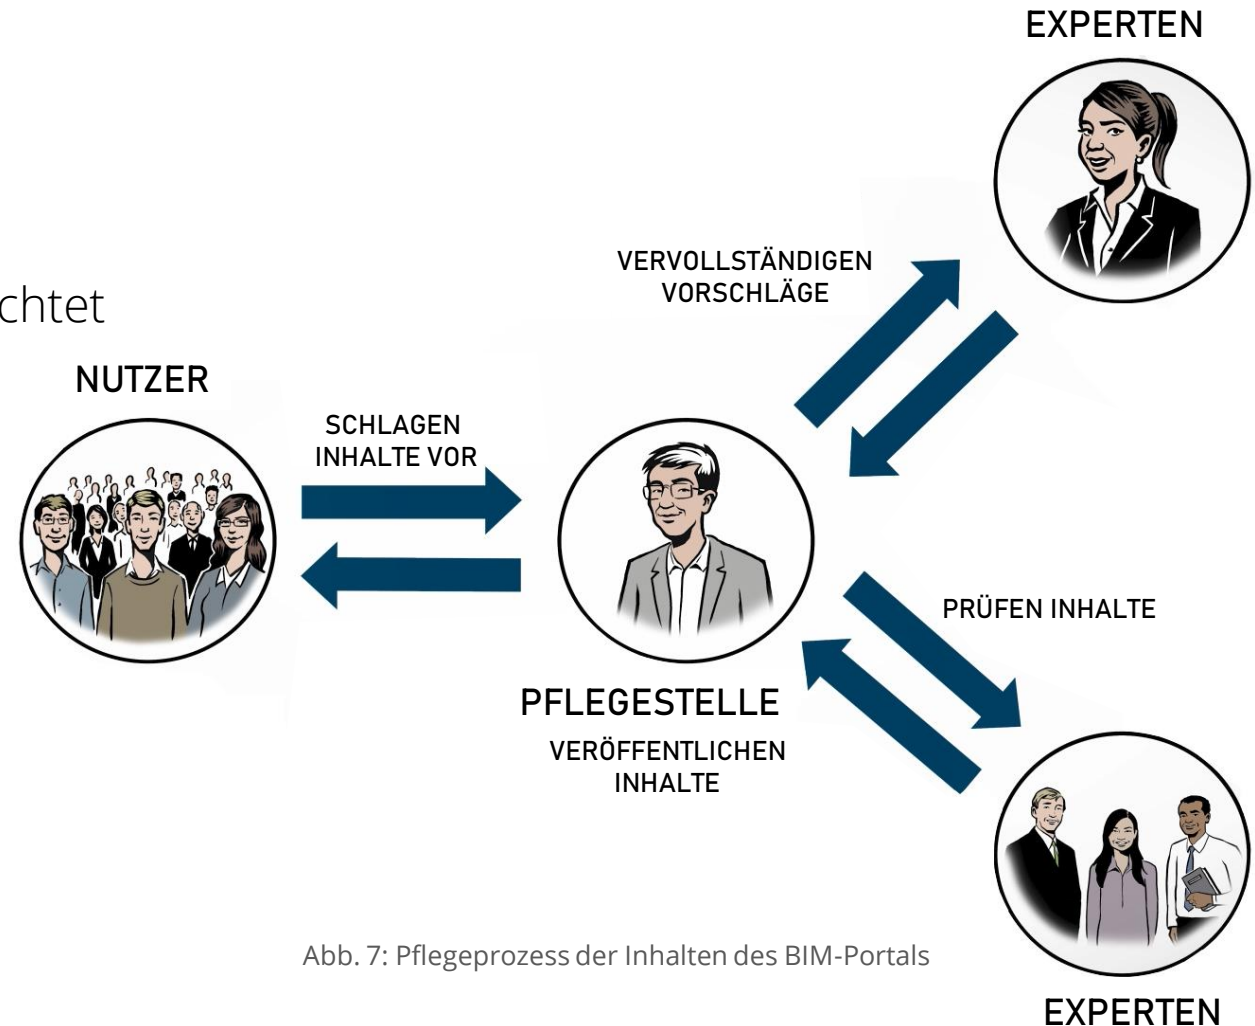 EXPERTEN
VERVOLLSTÄNDIGEN
VORSCHLÄGE
chtet
NUTZER
SCHLAGEN
INHALTE VOR
PRÜFEN INHALTE
PFLEGESTELLE
VERÖFFENTLICHEN
INHALTE
Abb. 7: Pflegeprozess der Inhalten des BIM-Portals
EXPERTEN